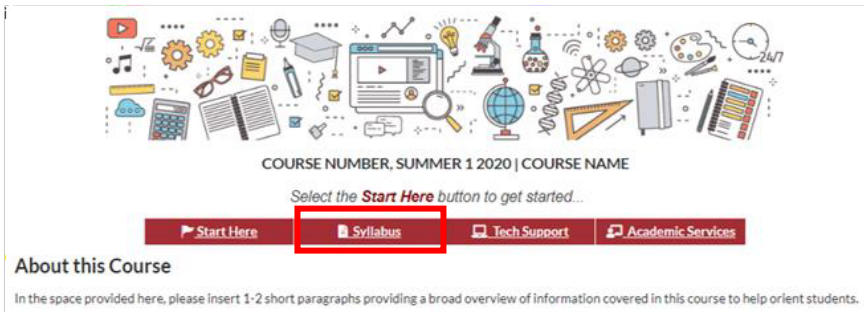 24/7
COURSE NUMBER, SUMMER 1 2020 | COURSE NAME
Select the Start Here button to get started...
Start Here Syllabus Tech Support Academic Services
About this Course
In the space provided here, please insert 1-2 short paragraphs providing a broad overview of information covered in this course to help orient students.